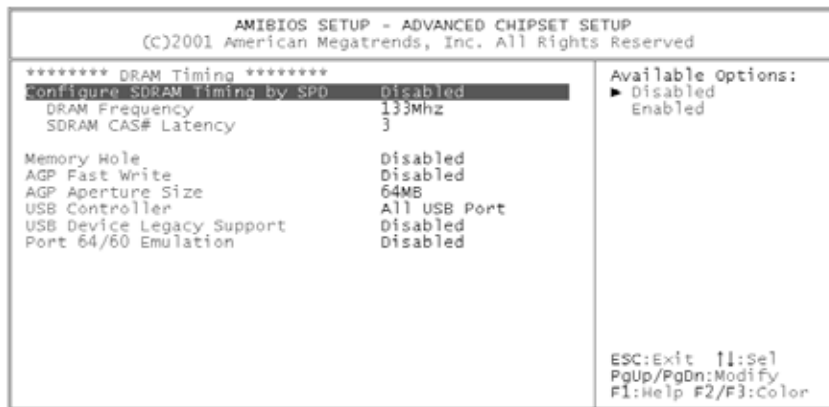 AMIBIOS SETUP - ADVANCED CHIPSET SETUP
(C)2001 American Megatrends, Inc. All Rights Reserved
******** DRAM Timing ********
Configure SDRAM Timing by SPD Disabled
DRAM Frequency 133Mhz
SDRAM CAS# Latency 3
Memory Hole Disabled
AGP Fast Write Disabled
AGP Aperture Size 64MB
USB Controller All USB Port
USB Device Legacy Support Disabled
Port 64/60 Emulation Disabled
Available Options:
► Disabled
Enabled
ESC:Exit ↑↓:Sel
PgUp/PgDn:Modify
F1:Help F2/F3:Color